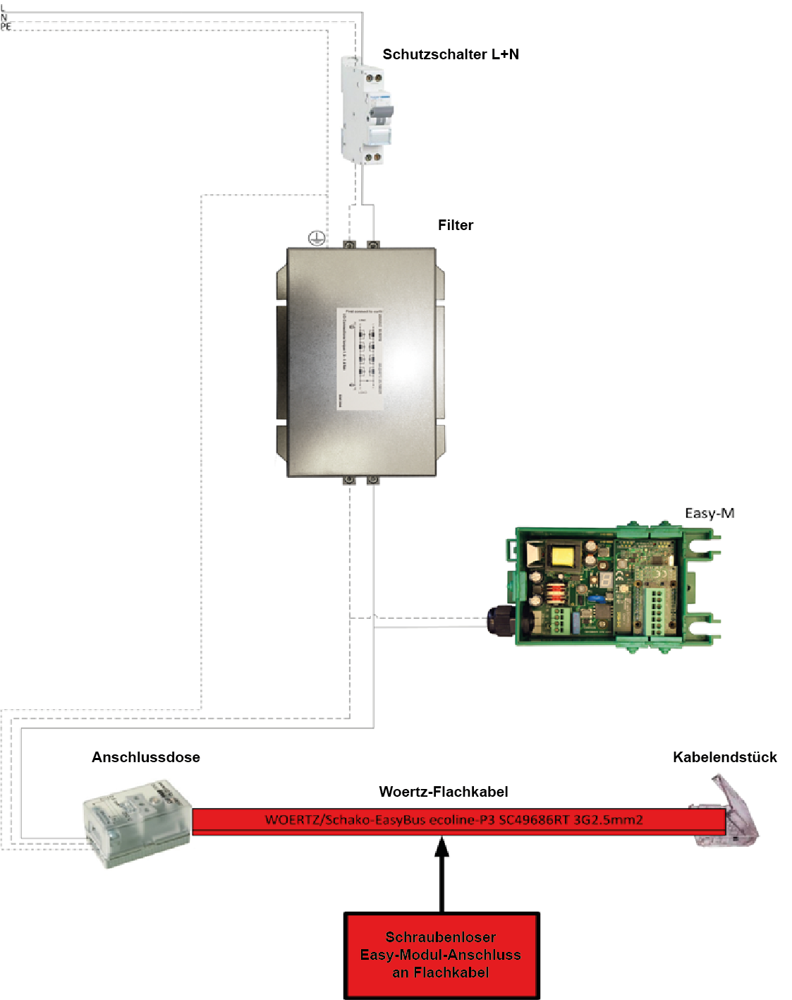 L
N
PE
Schutzschalter L+N
Filter
Easy-M
Anschlussdose
Kabelendstück
Woertz-Flachkabel
WOERTZ/Schako-EasyBus ecoline-P3 SC49686RT 3G2.5mm2
Schraubenloser
Easy-Modul-Anschluss
an Flachkabel